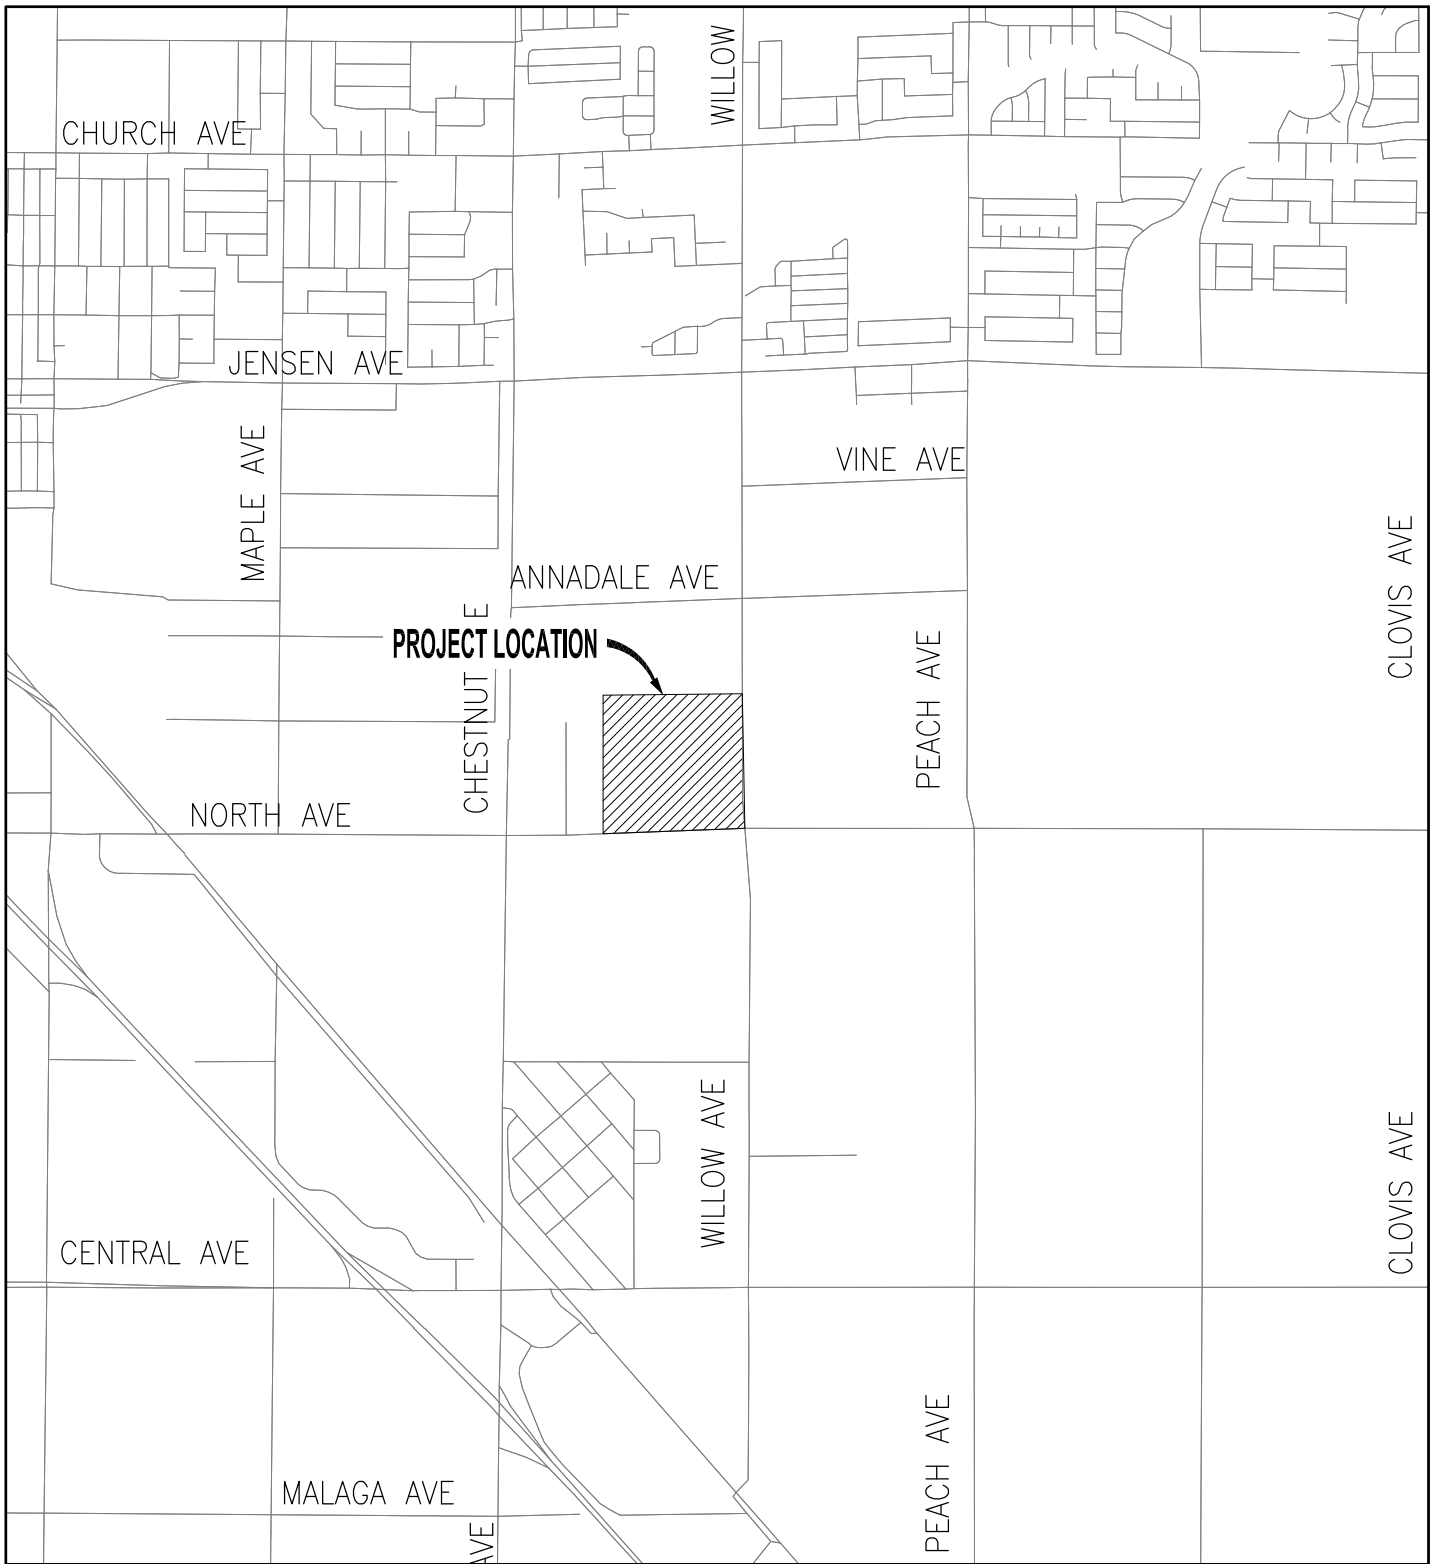 WILLOW
CHURCH AVE
JENSEN AVE
MAPLE AVE
VINE AVE
CLOVIS AVE
ANNADALE AVE
CHESTNUT E
PROJECT LOCATION
PEACH AVE
NORTH AVE
WILLOW AVE
CLOVIS AVE
CENTRAL AVE
PEACH AVE
MALAGA AVE
AVE